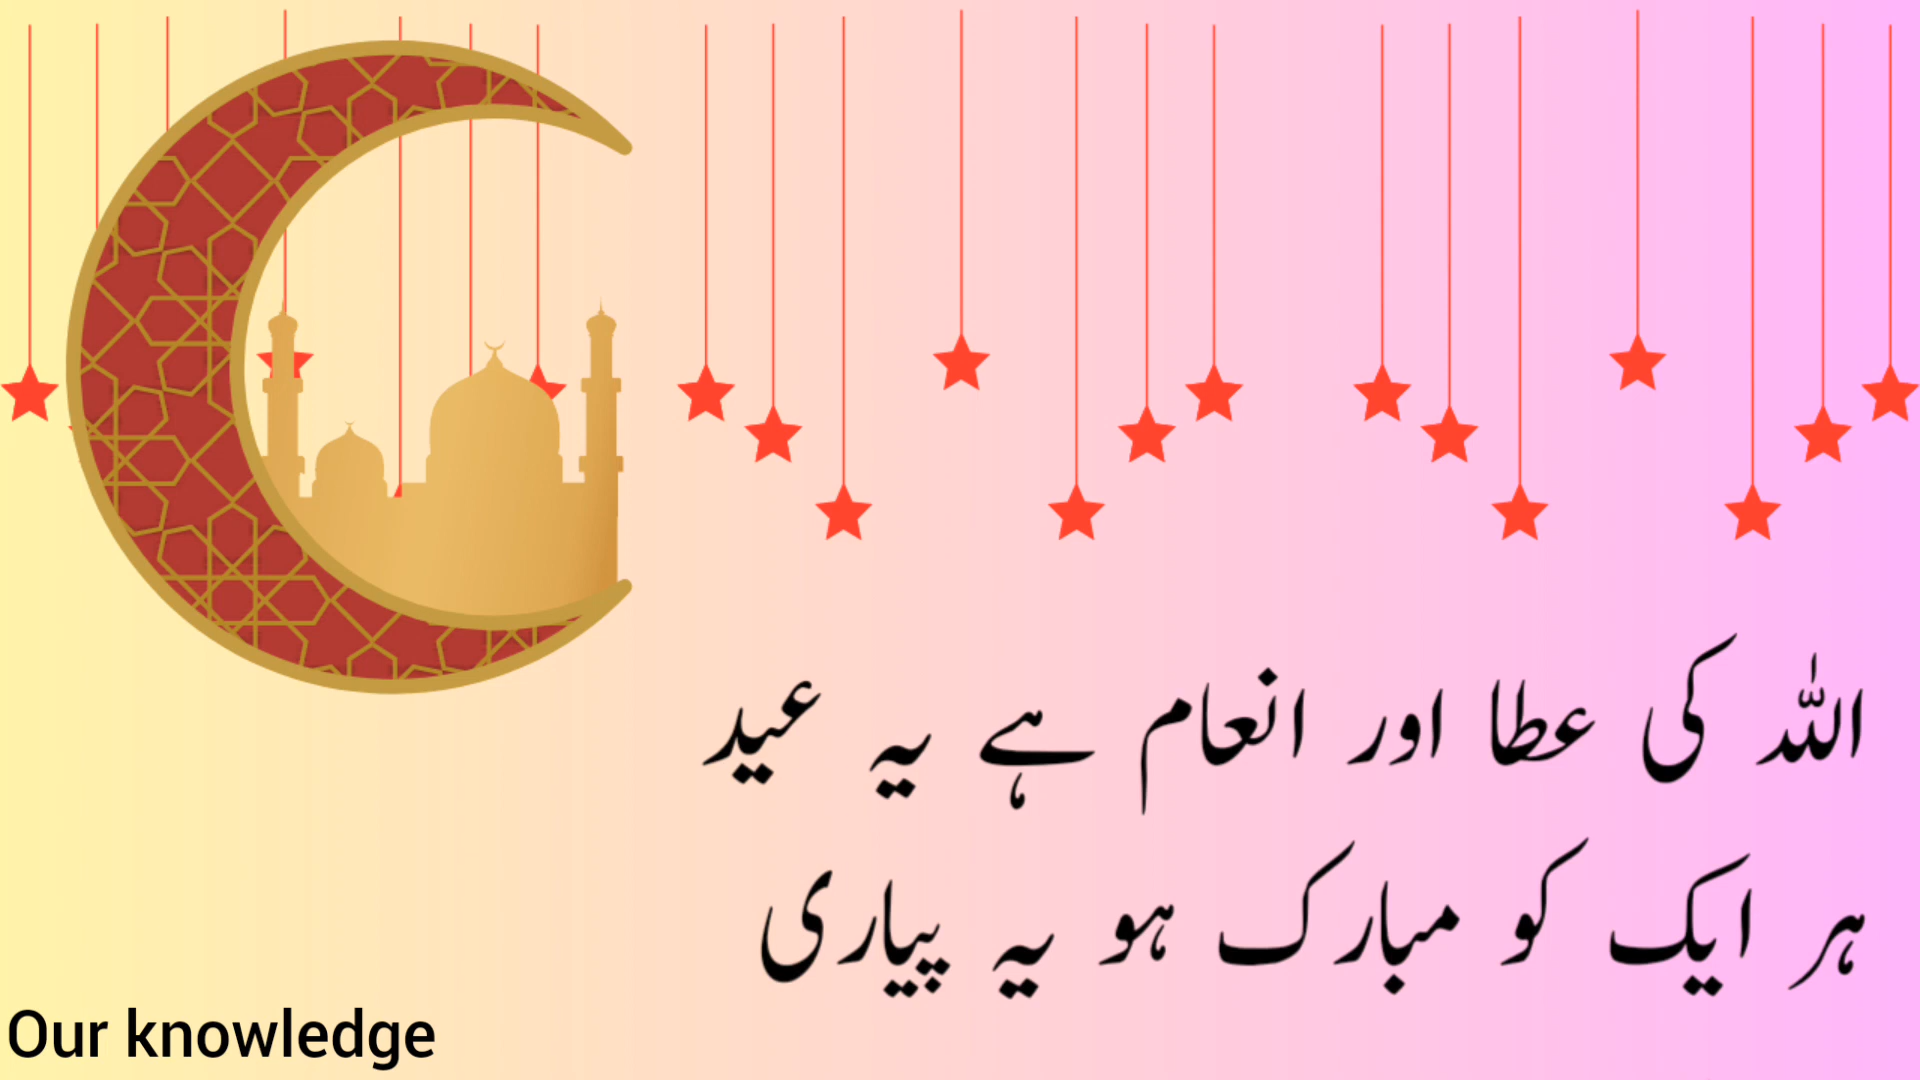 اللہ کی عطا اور انعام ہے یہ عید
ہر ایک کو مبارک ہو یہ پیاری
Our knowledge